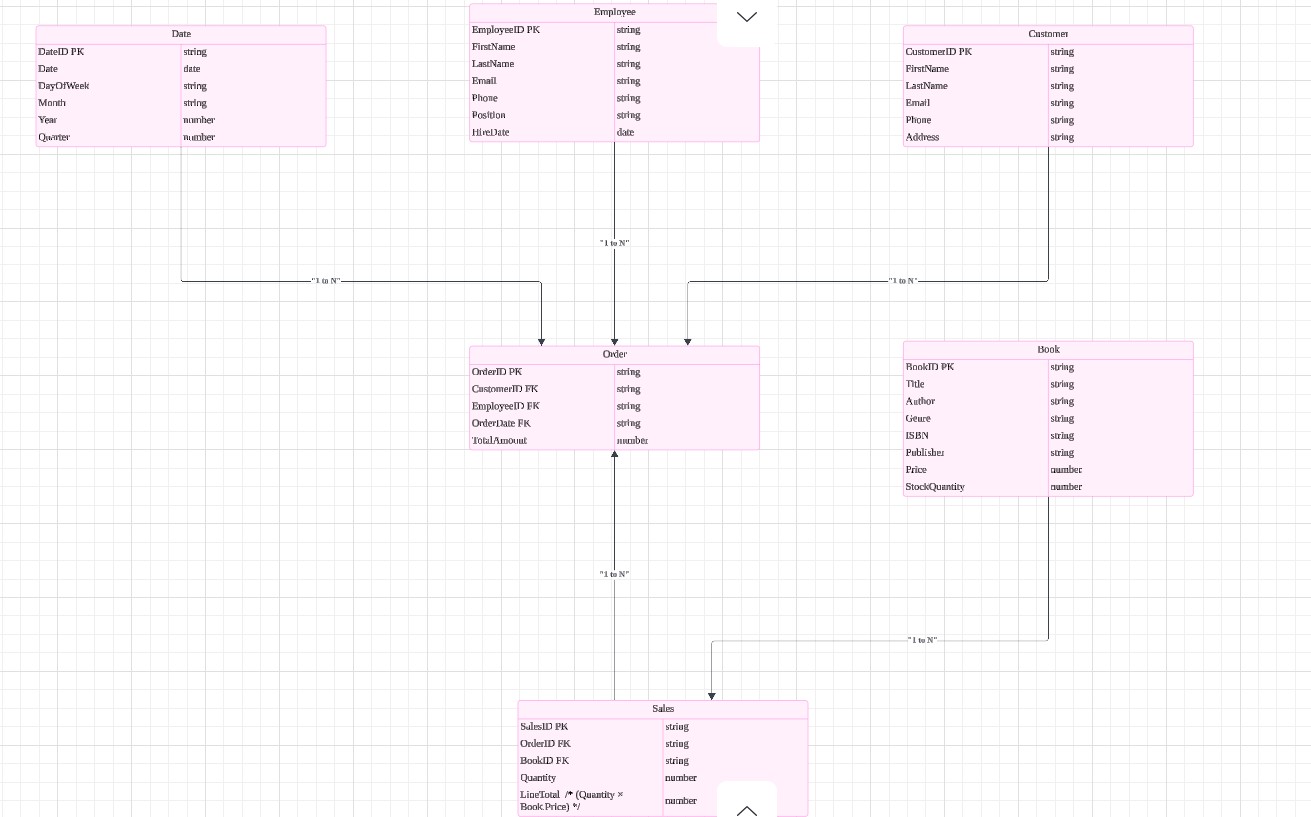 Employee
EmployeeID PK string
FirstName string
LastName string
Email string
Phone string
Position string
HireDate date
Date
DateID PK string
Date date
DayOfWeek string
Month string
Year number
Quarter number
Customer
CustomerID PK string
FirstName string
LastName string
Email string
Phone string
Address string
"1 to N"
"1 to N"
"1 to N"
Order
OrderID PK string
CustomerID FK string
EmployeeID FK string
OrderDate FK string
TotalAmount number
Book
BookID PK string
Title string
Author string
Genre string
ISBN string
Publisher string
Price number
StockQuantity number
"1 to N"
"1 to N"
Sales
SalesID PK string
OrderID FK string
BookID FK string
Quantity number
LineTotal /* (Quantity ×
Book.Price) */ number